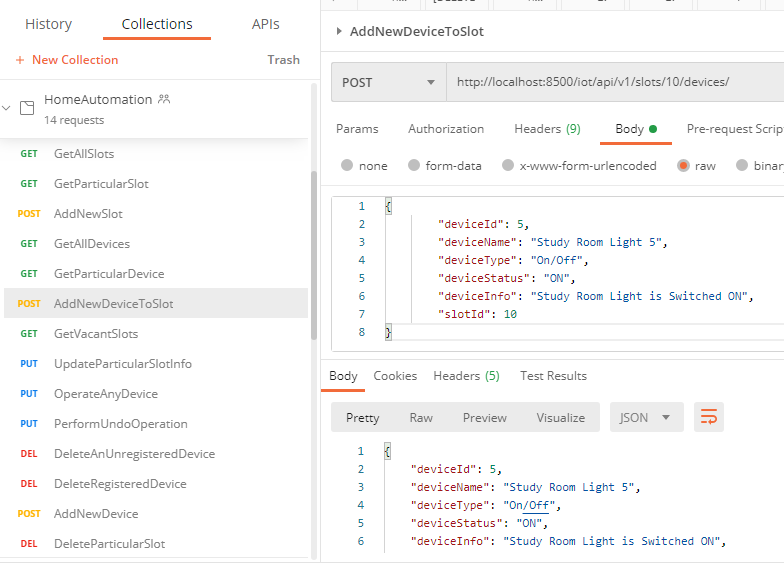 History Collections APIs
+ New Collection Trash
HomeAutomation
14 requests
GET GetAllSlots
GET GetParticularSlot
POST AddNewSlot
GET GetAllDevices
GET GetParticularDevice
POST AddNewDeviceToSlot
GET GetVacantSlots
PUT UpdateParticularSlotInfo
PUT OperateAnyDevice
PUT PerformUndoOperation
DEL DeleteAnUnregisteredDevice
DEL DeleteRegisteredDevice
POST AddNewDevice
DEL DeleteParticularSlot
AddNewDeviceToSlot
POST http://localhost:8500/iot/api/v1/slots/10/devices/
Params Authorization Headers (9) Body Pre-request Scrip
none form-data x-www-form-urlencoded raw binar
1 {
2 "deviceId": 5,
3 "deviceName": "Study Room Light 5",
4 "deviceType": "On/Off",
5 "deviceStatus": "ON",
6 "deviceInfo": "Study Room Light is Switched ON",
7 "slotId": 10
8 }
Body Cookies Headers (5) Test Results
Pretty Raw Preview Visualize JSON
1 {
2 "deviceId": 5,
3 "deviceName": "Study Room Light 5",
4 "deviceType": "On/Off",
5 "deviceStatus": "ON",
6 "deviceInfo": "Study Room Light is Switched ON",